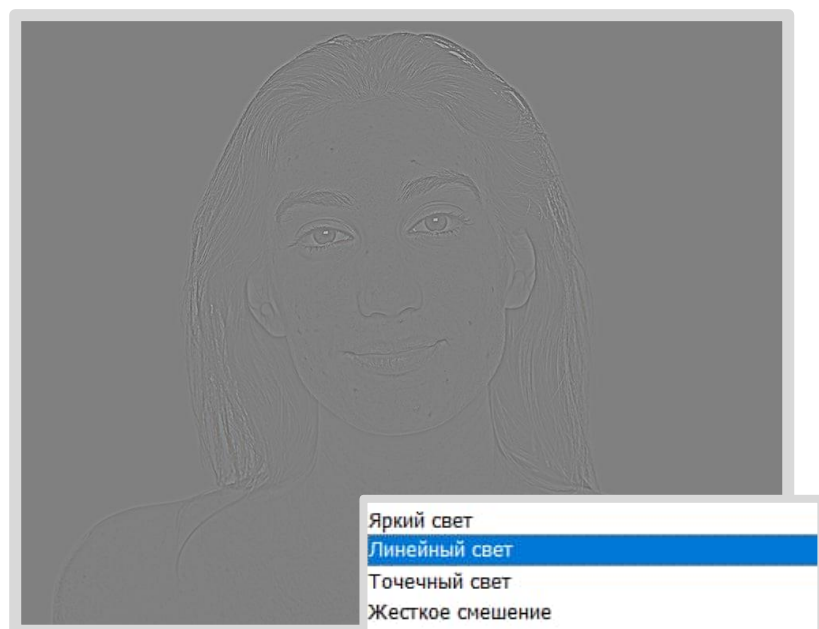 Яркий свет
Линейный свет
Точечный свет
Жесткое смешение